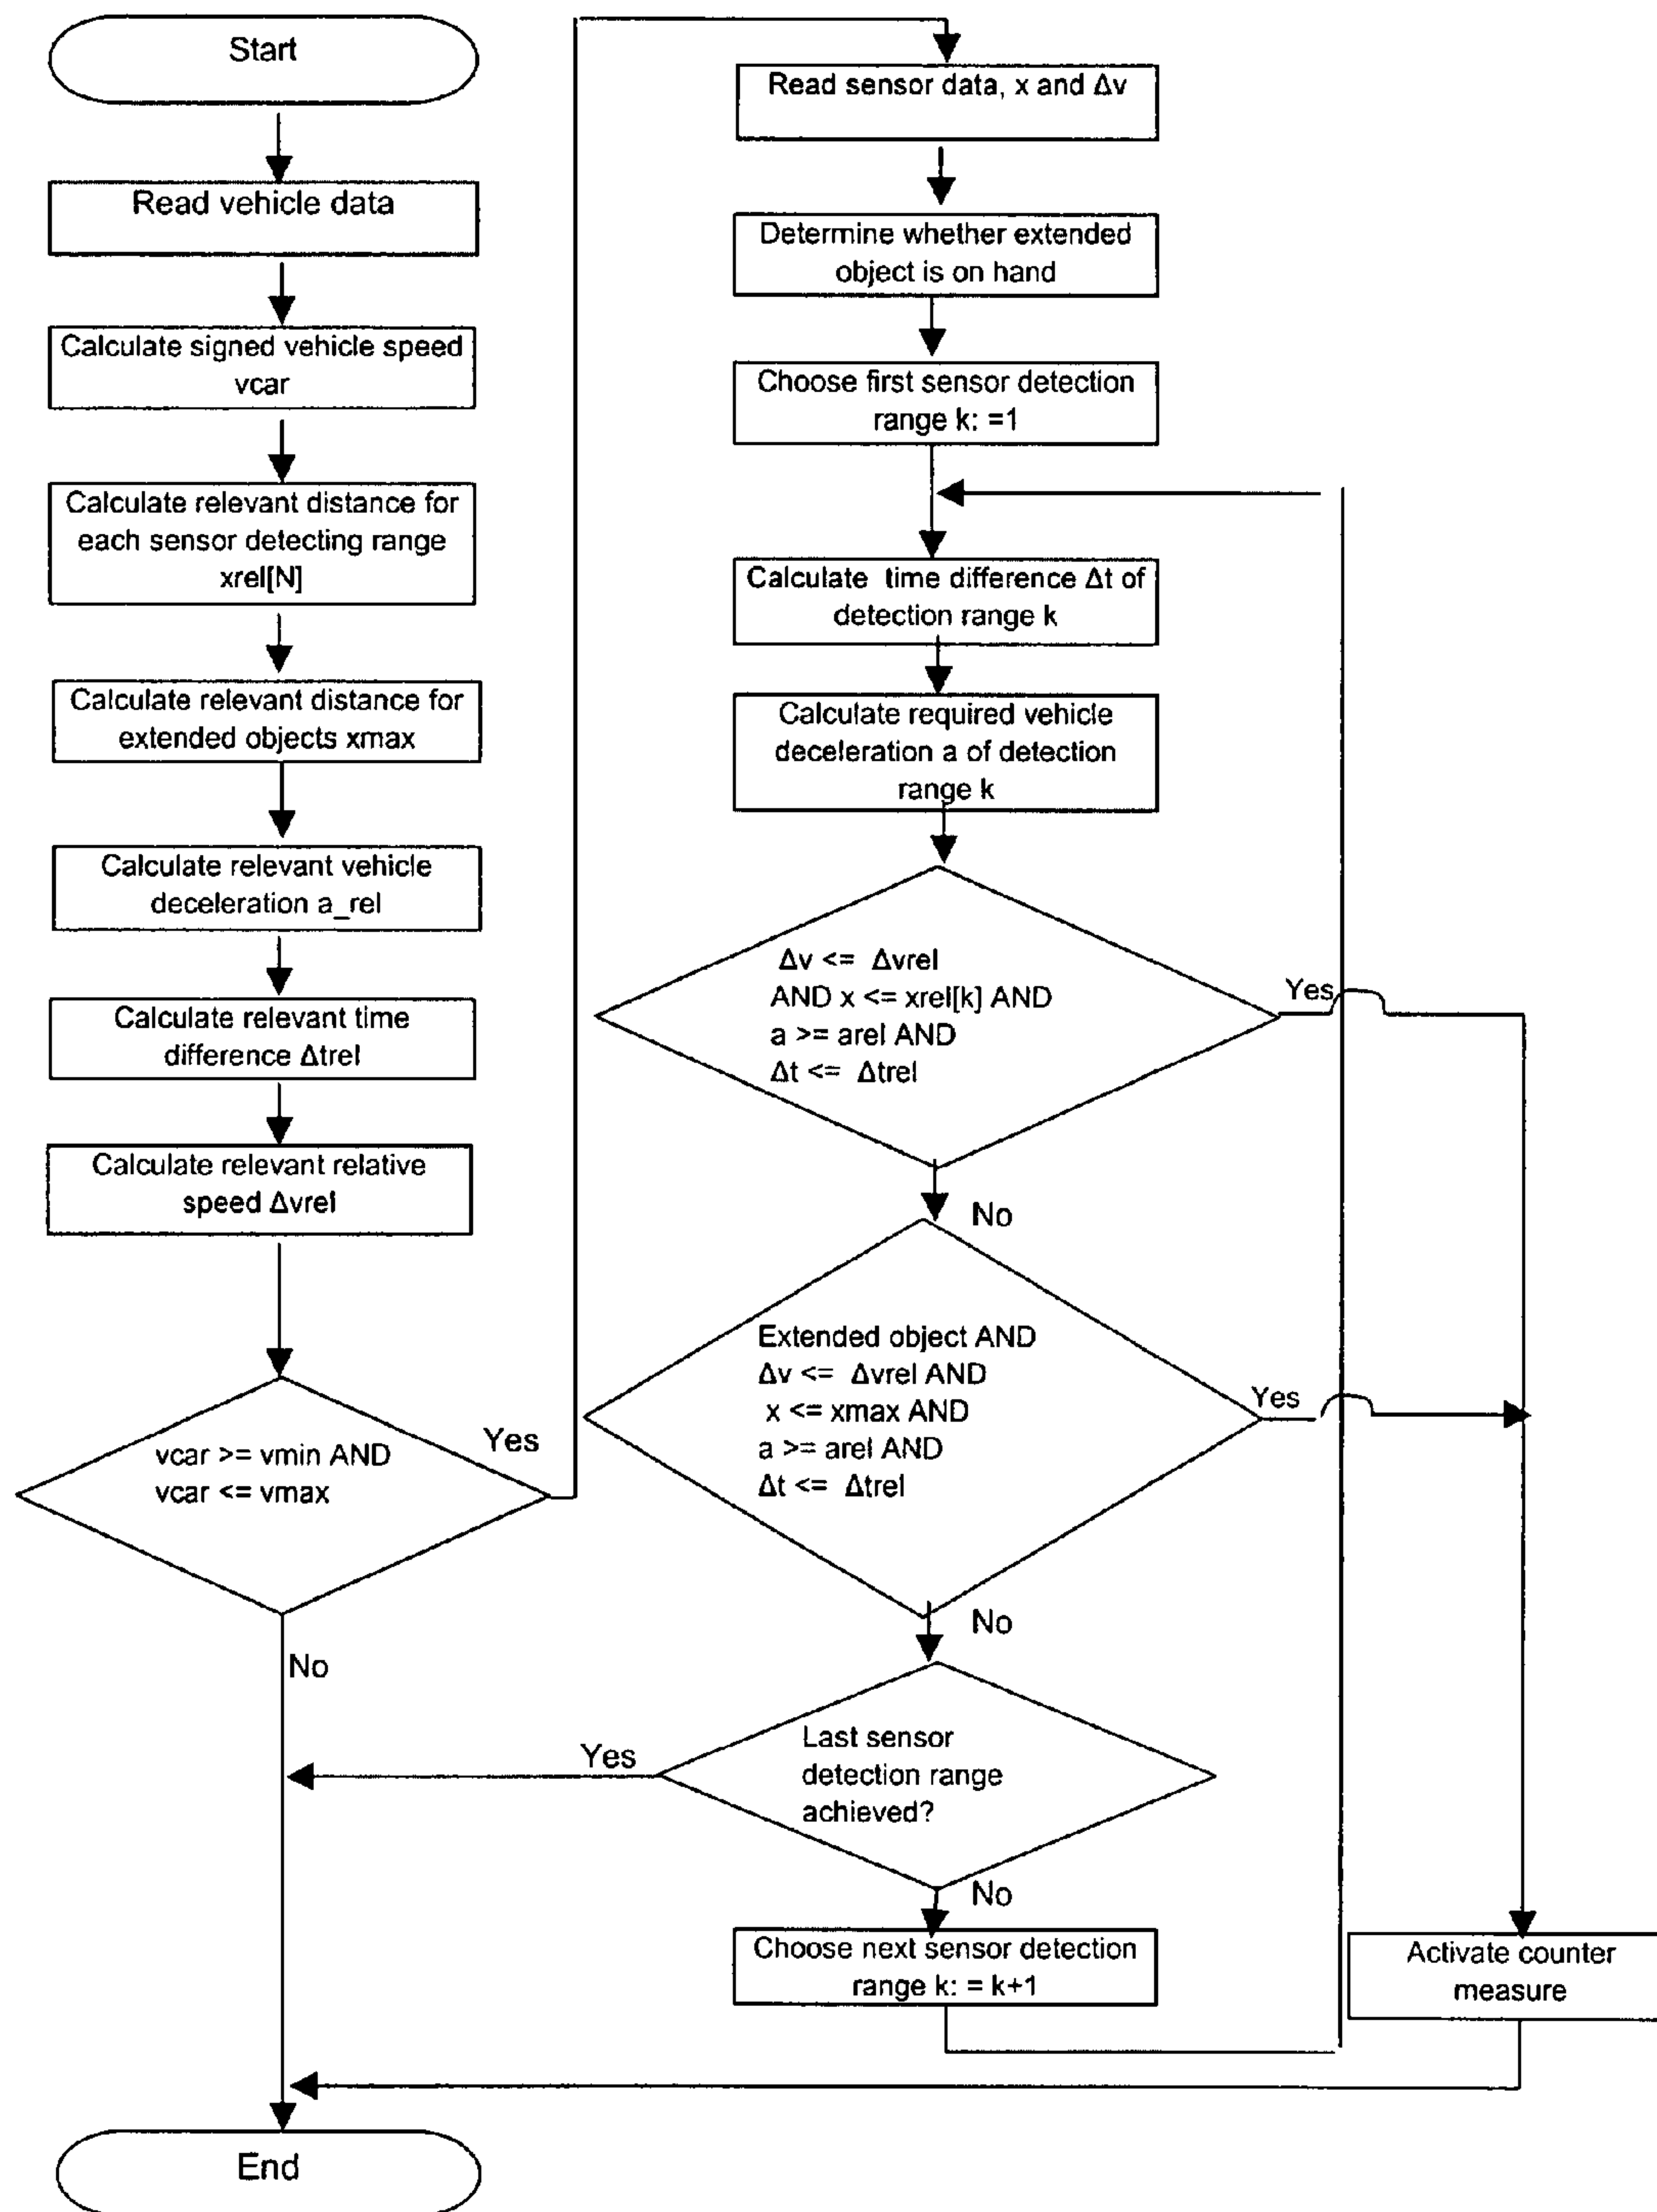 Start
Read vehicle data
Calculate signed vehicle speed
vcar
Calculate relevant distance for
each sensor detecting range
xrel[N]
Calculate relevant distance for
extended objects xmax
Calculate relevant vehicle
deceleration a_rel
Calculate relevant time
difference Δtrel
Calculate relevant relative
speed Δvrel
vcar >= vmin AND
vcar <= vmax
Yes
No
End
Read sensor data, x and Δv
Determine whether extended
object is on hand
Choose first sensor detection
range k: =1
Calculate time difference Δt of
detection range k
Calculate required vehicle
deceleration a of detection
range k
Δv <= Δvrel
AND x <= xrel[k] AND
a >= arel AND
Δt <= Δtrel
Yes
No
Extended object AND
Δv <= Δvrel AND
x <= xmax AND
a >= arel AND
Δt <= Δtrel
Yes
No
Last sensor
detection range
achieved?
Yes
No
Choose next sensor detection
range k: = k+1
Activate counter
measure